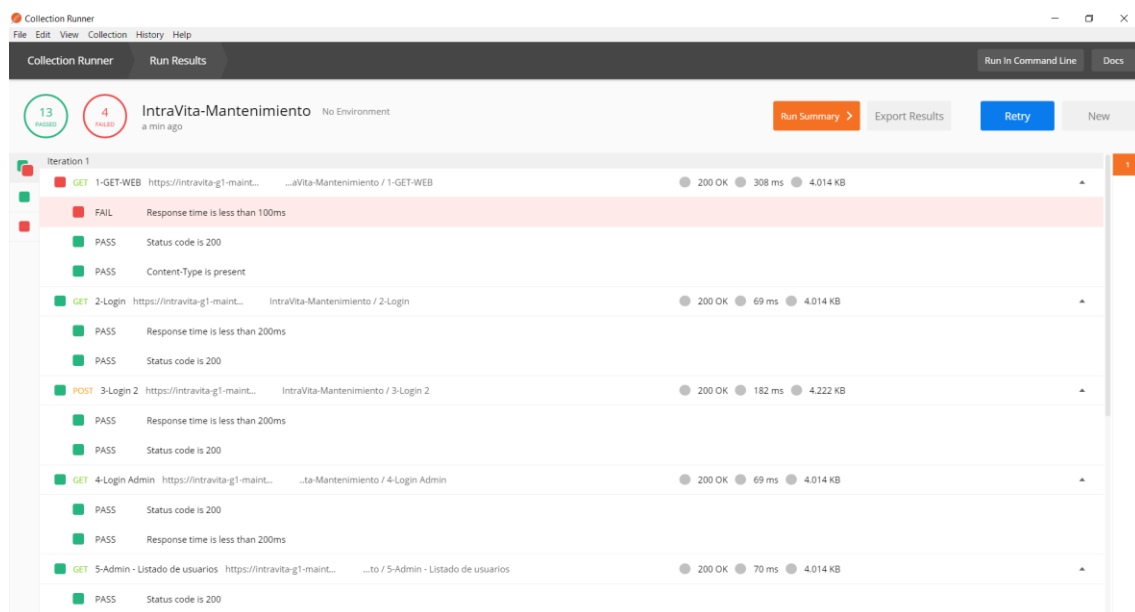 Collection Runner
File Edit View Collection History Help
Collection Runner Run Results Run In Command Line Docs
13 PASSED 4 FAILED IntraVita-Mantenimiento No Environment Run Summary Export Results Retry New
a min ago
Iteration 1 1
GET 1-GET-WEB https://intravita-g1-maint... ...aVita-Mantenimiento / 1-GET-WEB 200 OK 308 ms 4.014 KB
FAIL Response time is less than 100ms
PASS Status code is 200
PASS Content-Type is present
GET 2-Login https://intravita-g1-maint... IntraVita-Mantenimiento / 2-Login 200 OK 69 ms 4.014 KB
PASS Response time is less than 200ms
PASS Status code is 200
POST 3-Login 2 https://intravita-g1-maint... IntraVita-Mantenimiento / 3-Login 2 200 OK 182 ms 4.222 KB
PASS Response time is less than 200ms
PASS Status code is 200
GET 4-Login Admin https://intravita-g1-maint... ...ta-Mantenimiento / 4-Login Admin 200 OK 69 ms 4.014 KB
PASS Status code is 200
PASS Response time is less than 200ms
GET 5-Admin - Listado de usuarios https://intravita-g1-maint... ...to / 5-Admin - Listado de usuarios 200 OK 70 ms 4.014 KB
PASS Status code is 200